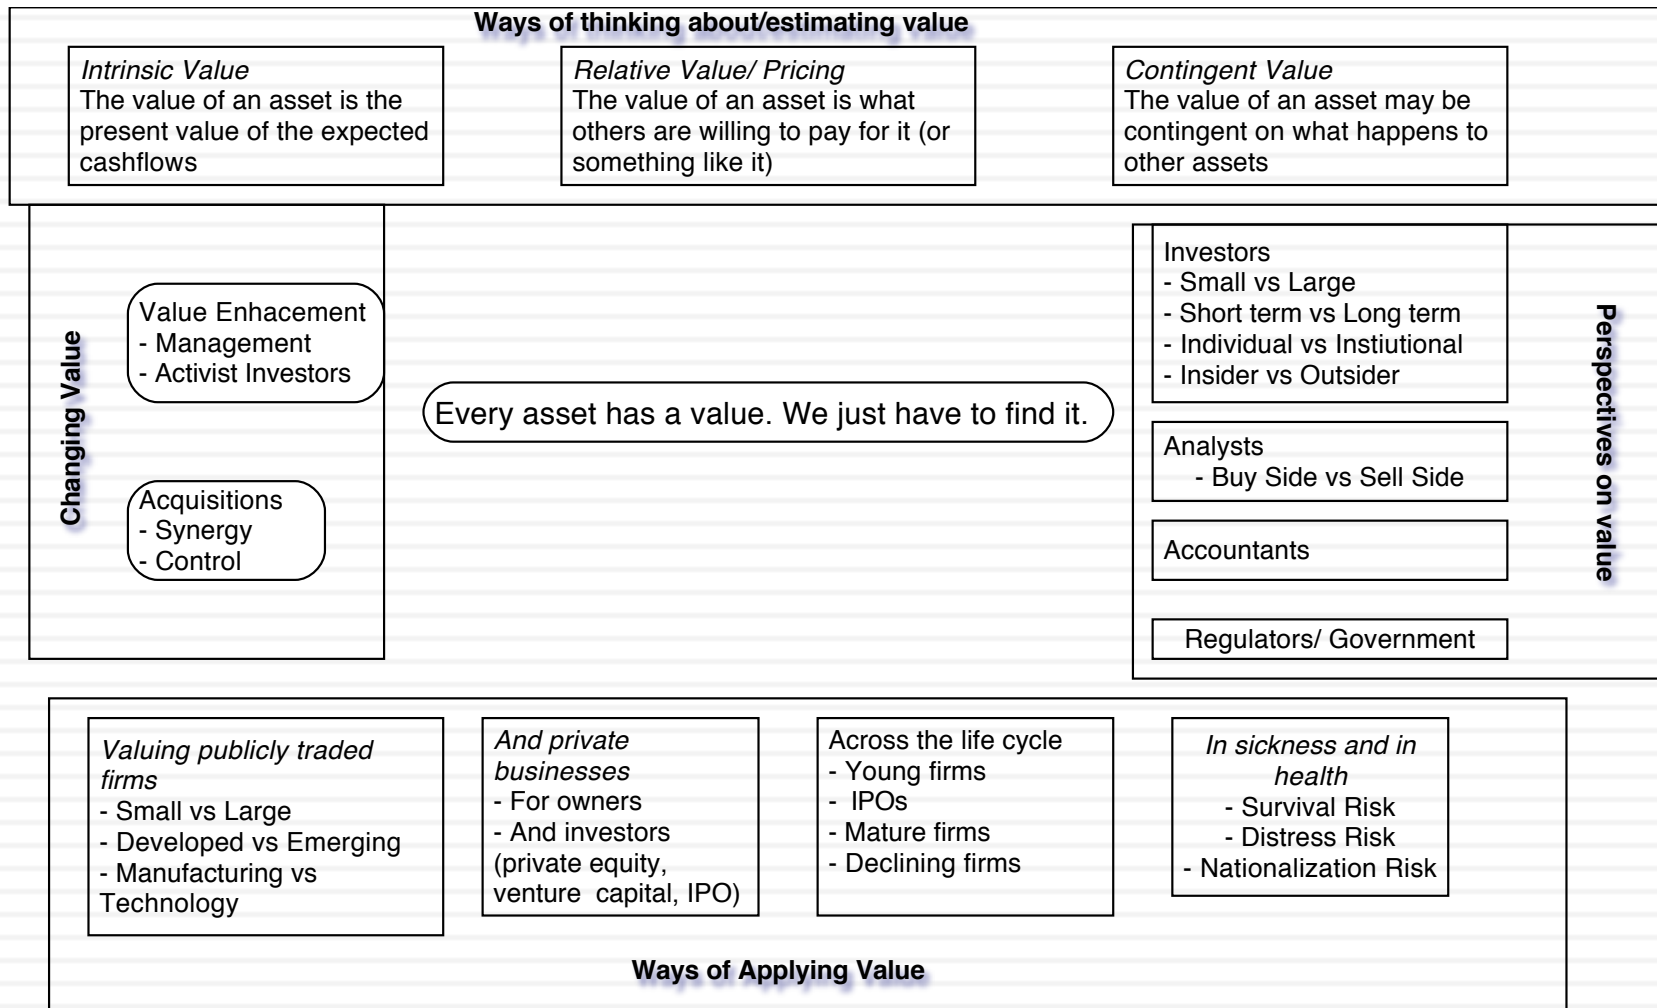 Ways of thinking about/estimating value
Intrinsic Value
The value of an asset is the
present value of the expected
cashflows
Relative Value/ Pricing
The value of an asset is what
others are willing to pay for it (or
something like it)
Contingent Value
The value of an asset may be
contingent on what happens to
other assets
Changing Value
Value Enhacement
- Management
- Activist Investors
Acquisitions
- Synergy
- Control
Every asset has a value. We just have to find it.
Investors
- Small vs Large
- Short term vs Long term
- Individual vs Instiutional
- Insider vs Outsider
Analysts
- Buy Side vs Sell Side
Accountants
Regulators/ Government
Perspectives on value
Valuing publicly traded
firms
- Small vs Large
- Developed vs Emerging
- Manufacturing vs
Technology
And private
businesses
- For owners
- And investors
(private equity,
venture capital, IPO)
Across the life cycle
- Young firms
- IPOs
- Mature firms
- Declining firms
In sickness and in
health
- Survival Risk
- Distress Risk
- Nationalization Risk
Ways of Applying Value